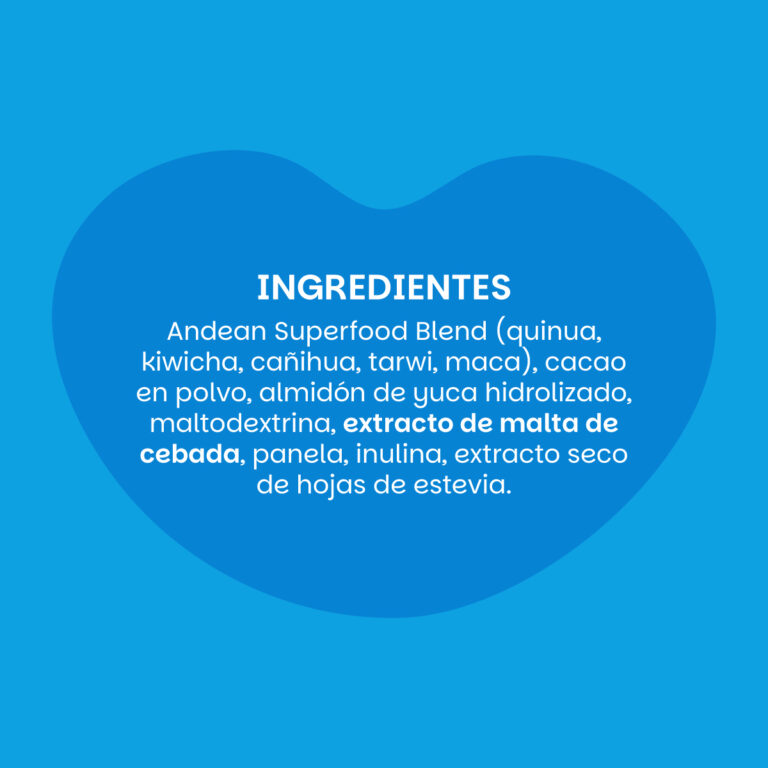 INGREDIENTES
Andean Superfood Blend (quinua,
kiwicha, cañihua, tarwi, maca), cacao
en polvo, almidón de yuca hidrolizado,
maltodextrina, extracto de malta de
cebada, panela, inulina, extracto seco
de hojas de estevia.